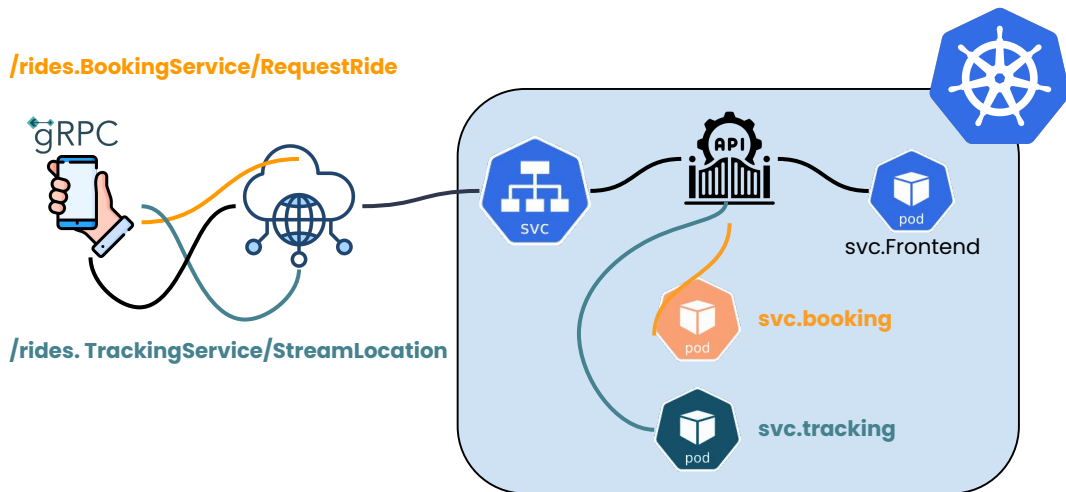 /rides.BookingService/RequestRide
gRPC
API
svc
pod
svc.Frontend
pod
svc.booking
/rides. TrackingService/StreamLocation
pod
svc.tracking